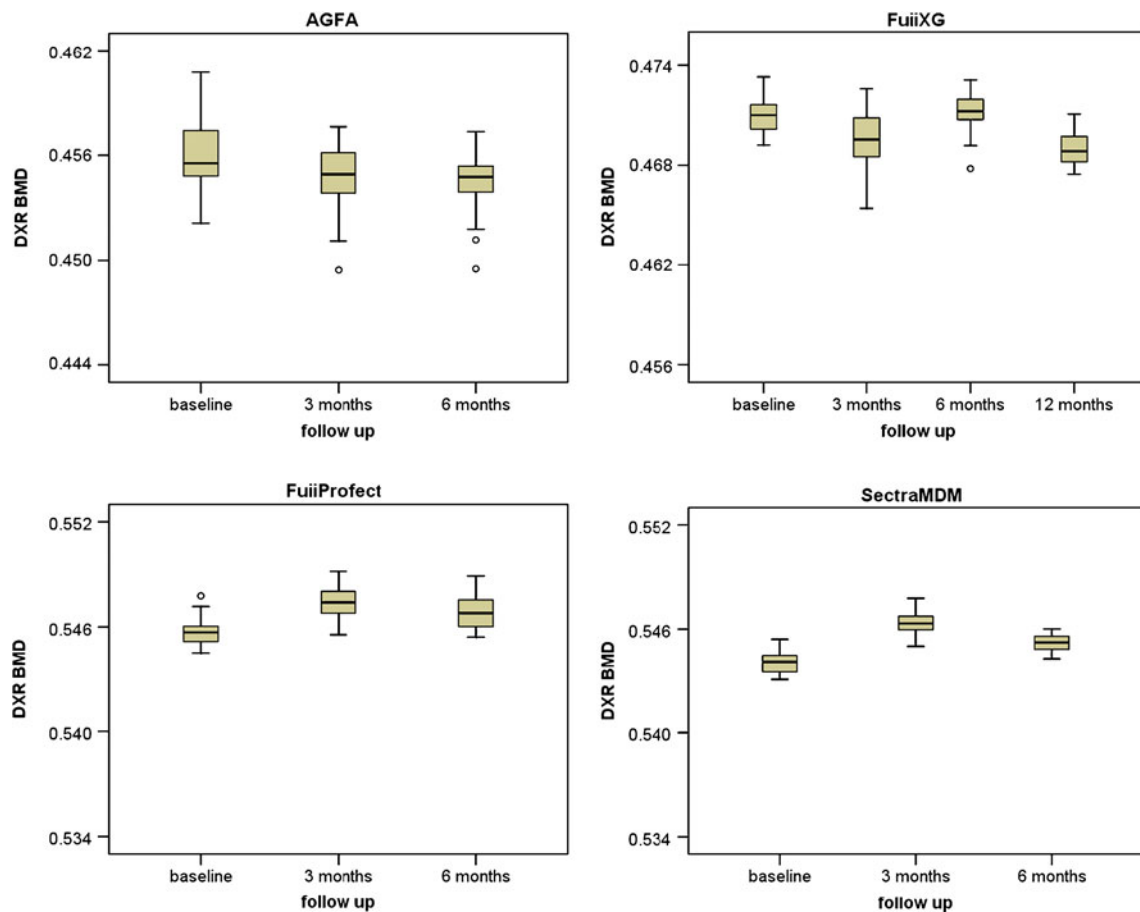 AGFA
0.462
0.456
0.450
0.444
DXR BMD
baseline 3 months 6 months
follow up
FuiiXG
0.474
0.468
0.462
0.456
DXR BMD
baseline 3 months 6 months 12 months
follow up
FuiiProfect
0.552
0.546
0.540
0.534
DXR BMD
baseline 3 months 6 months
follow up
SectraMDM
0.552
0.546
0.540
0.534
DXR BMD
baseline 3 months 6 months
follow up